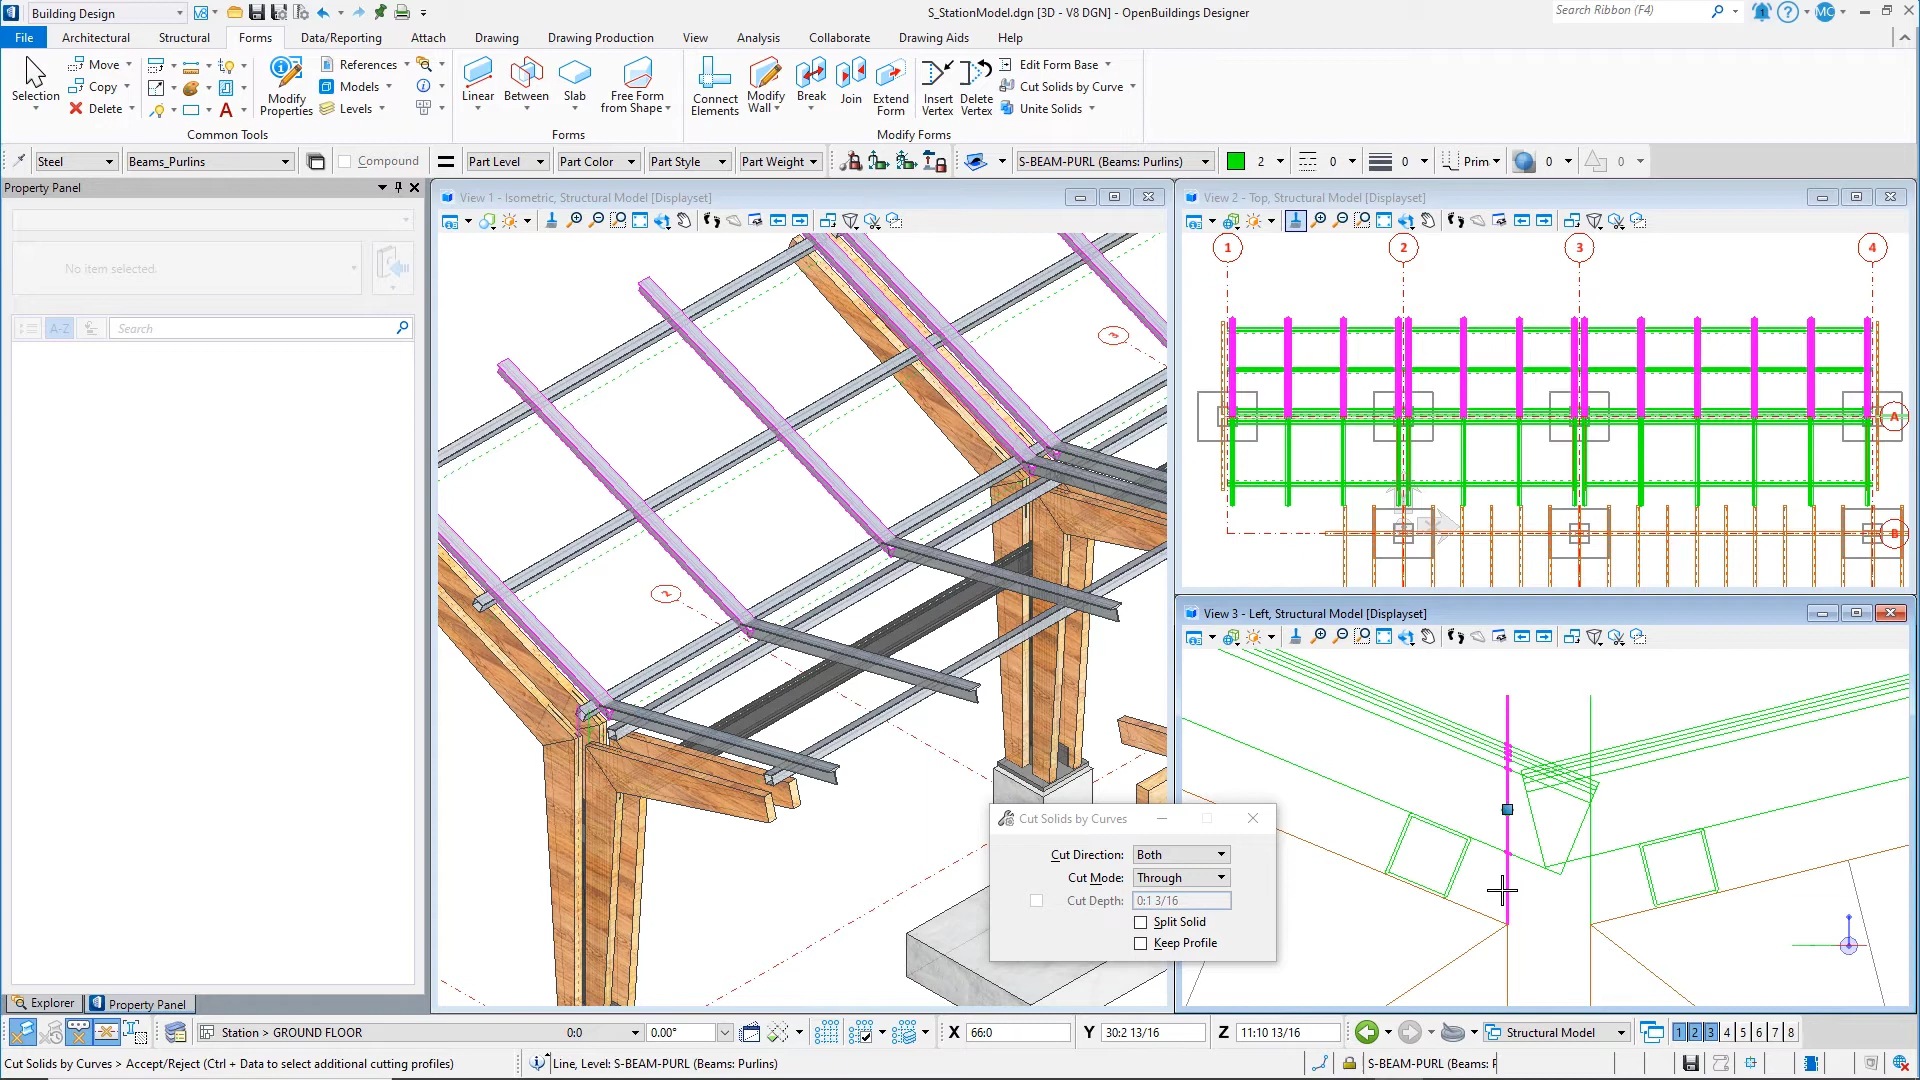 Building Design
S_StationModel.dgn [3D - V8 DGN] - OpenBuildings Designer
Search Ribbon (F4)
MC
File
Architectural
Structural
Forms
Data/Reporting
Attach
Drawing
Drawing Production
View
Analysis
Collaborate
Drawing Aids
Help
Selection
Move
Copy
Delete
Modify Properties
References
Models
Levels
Common Tools
Linear
Between
Slab
Free Form from Shape
Forms
Connect Elements
Modify Wall
Break
Join
Extend Form
Insert Vertex
Delete Vertex
Edit Form Base
Cut Solids by Curve
Unite Solids
Modify Forms
Steel
Beams_Purlins
Compound
Part Level
Part Color
Part Style
Part Weight
S-BEAM-PURL (Beams: Purlins)
2
0
0
Prim
0
0
Property Panel
No item selected.
A-Z
Search
Explorer
Property Panel
View 1 - Isometric, Structural Model [Displayset]
3
2
View 2 - Top, Structural Model [Displayset]
1
2
3
4
A
B
View 3 - Left, Structural Model [Displayset]
Cut Solids by Curves
Cut Direction: Both
Cut Mode: Through
Cut Depth: 0:1 3/16
Split Solid
Keep Profile
Station > GROUND FLOOR
0:0
0.00°
X 66:0
Y 30:2 13/16
Z 11:10 13/16
Structural Model
1 2 3 4 5 6 7 8
Cut Solids by Curves > Accept/Reject (Ctrl + Data to select additional cutting profiles)
Line, Level: S-BEAM-PURL (Beams: Purlins)
S-BEAM-PURL (Beams: P